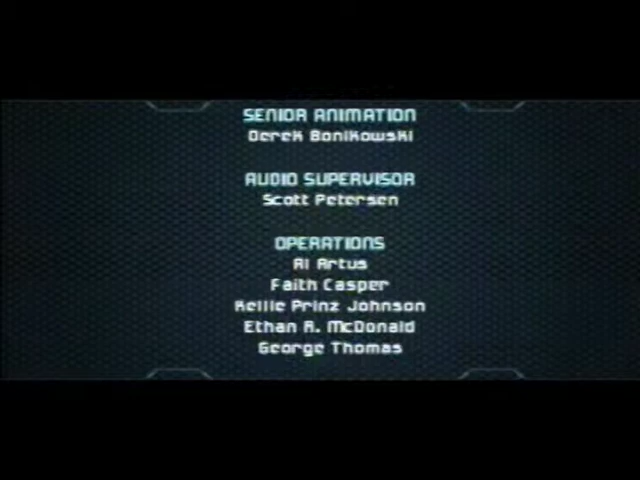 SENIOR ANIMATION
Derek Bonikowski
AUDIO SUPERVISOR
Scott Petersen
OPERATIONS
Al Artus
Faith Casper
Kellie Prinz Johnson
Ethan R. McDonald
George Thomas